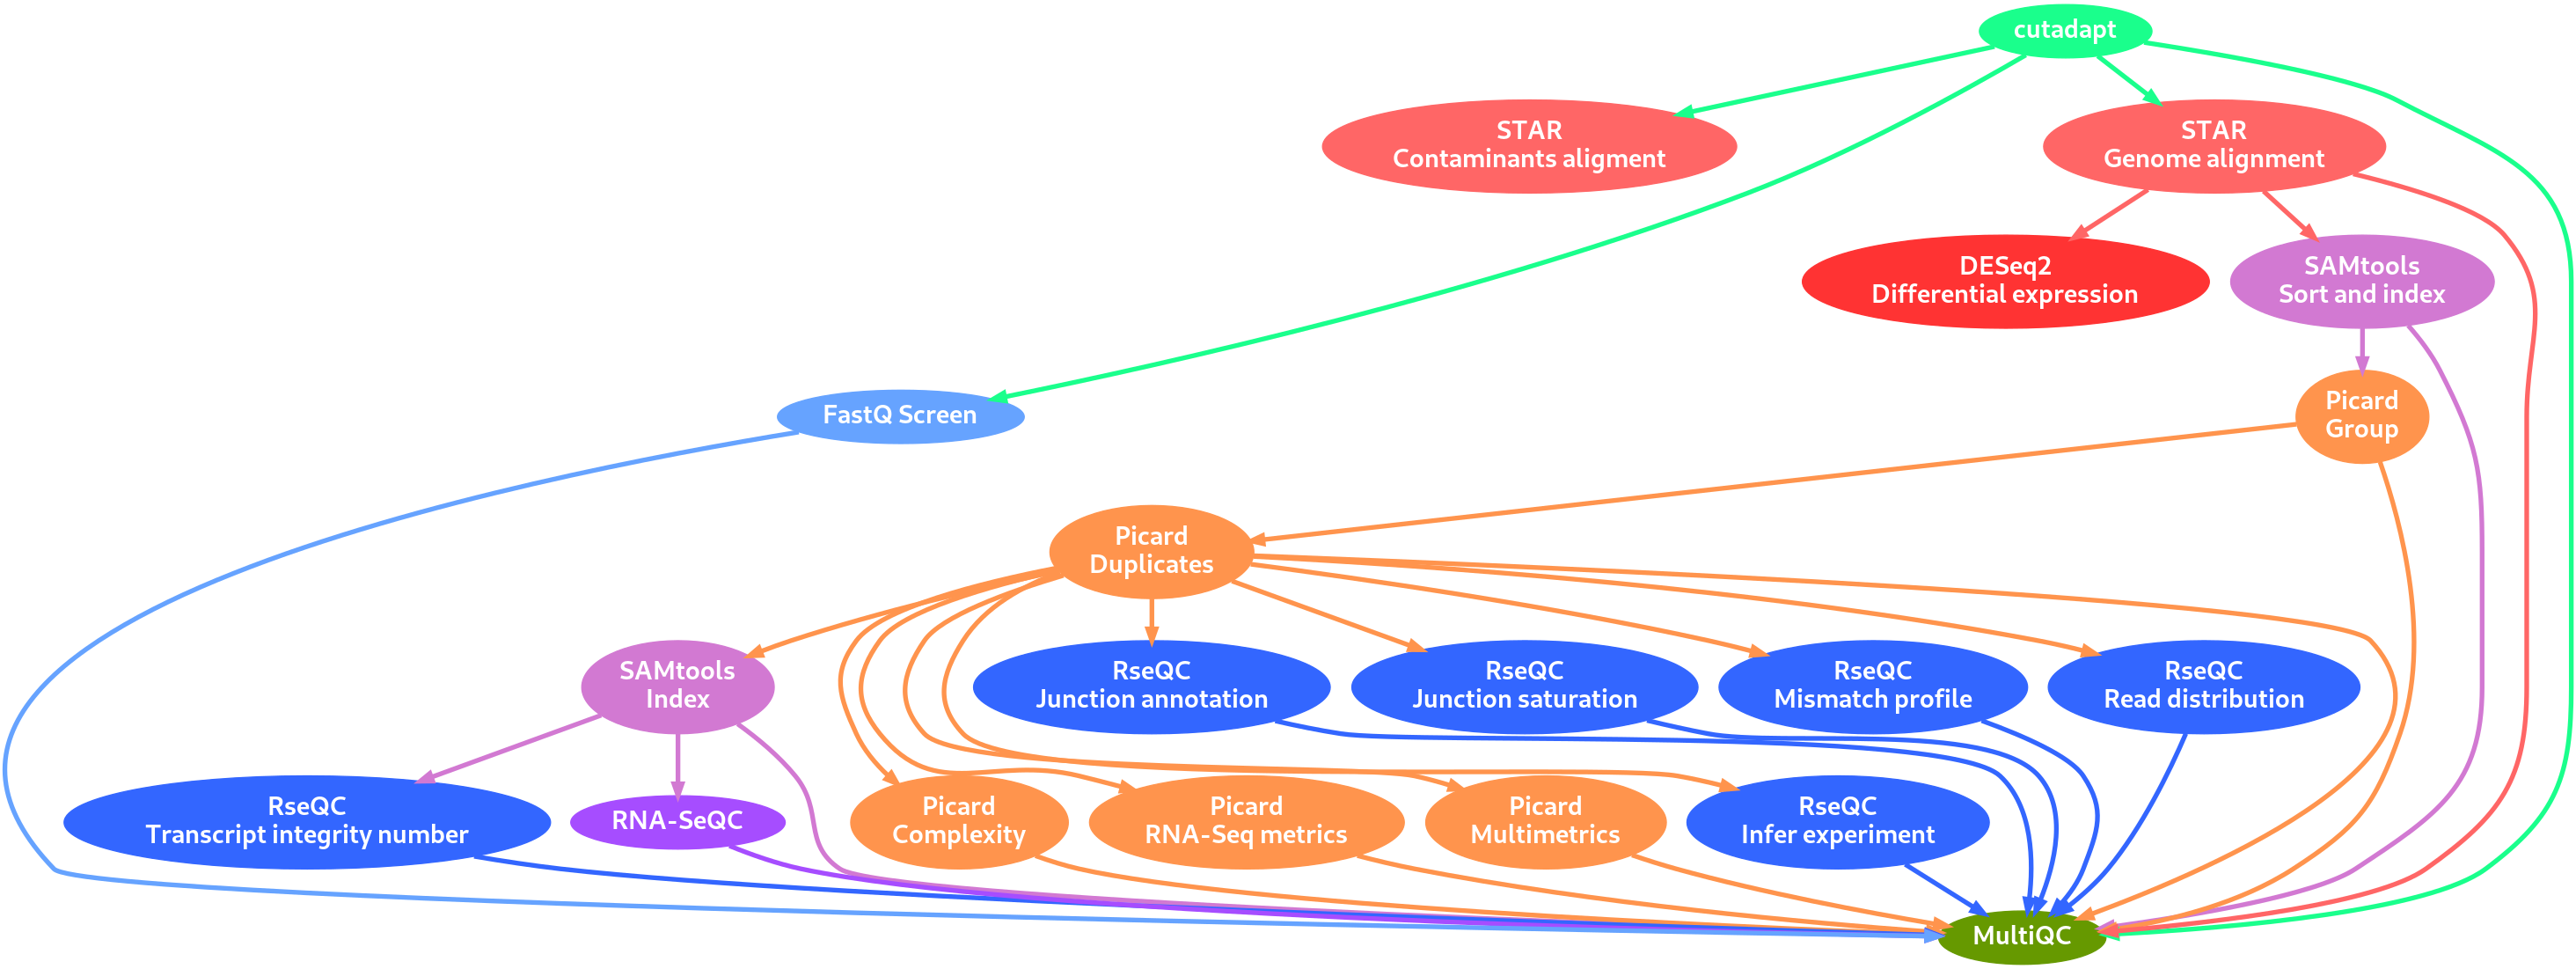 cutadapt
STAR
Contaminants aligment
STAR
Genome alignment
DESeq2
Differential expression
SAMtools
Sort and index
FastQ Screen
Picard
Group
Picard
Duplicates
SAMtools
Index
RseQC
Junction annotation
RseQC
Junction saturation
RseQC
Mismatch profile
RseQC
Read distribution
RseQC
Transcript integrity number
RNA-SeQC
Picard
Complexity
Picard
RNA-Seq metrics
Picard
Multimetrics
RseQC
Infer experiment
MultiQC